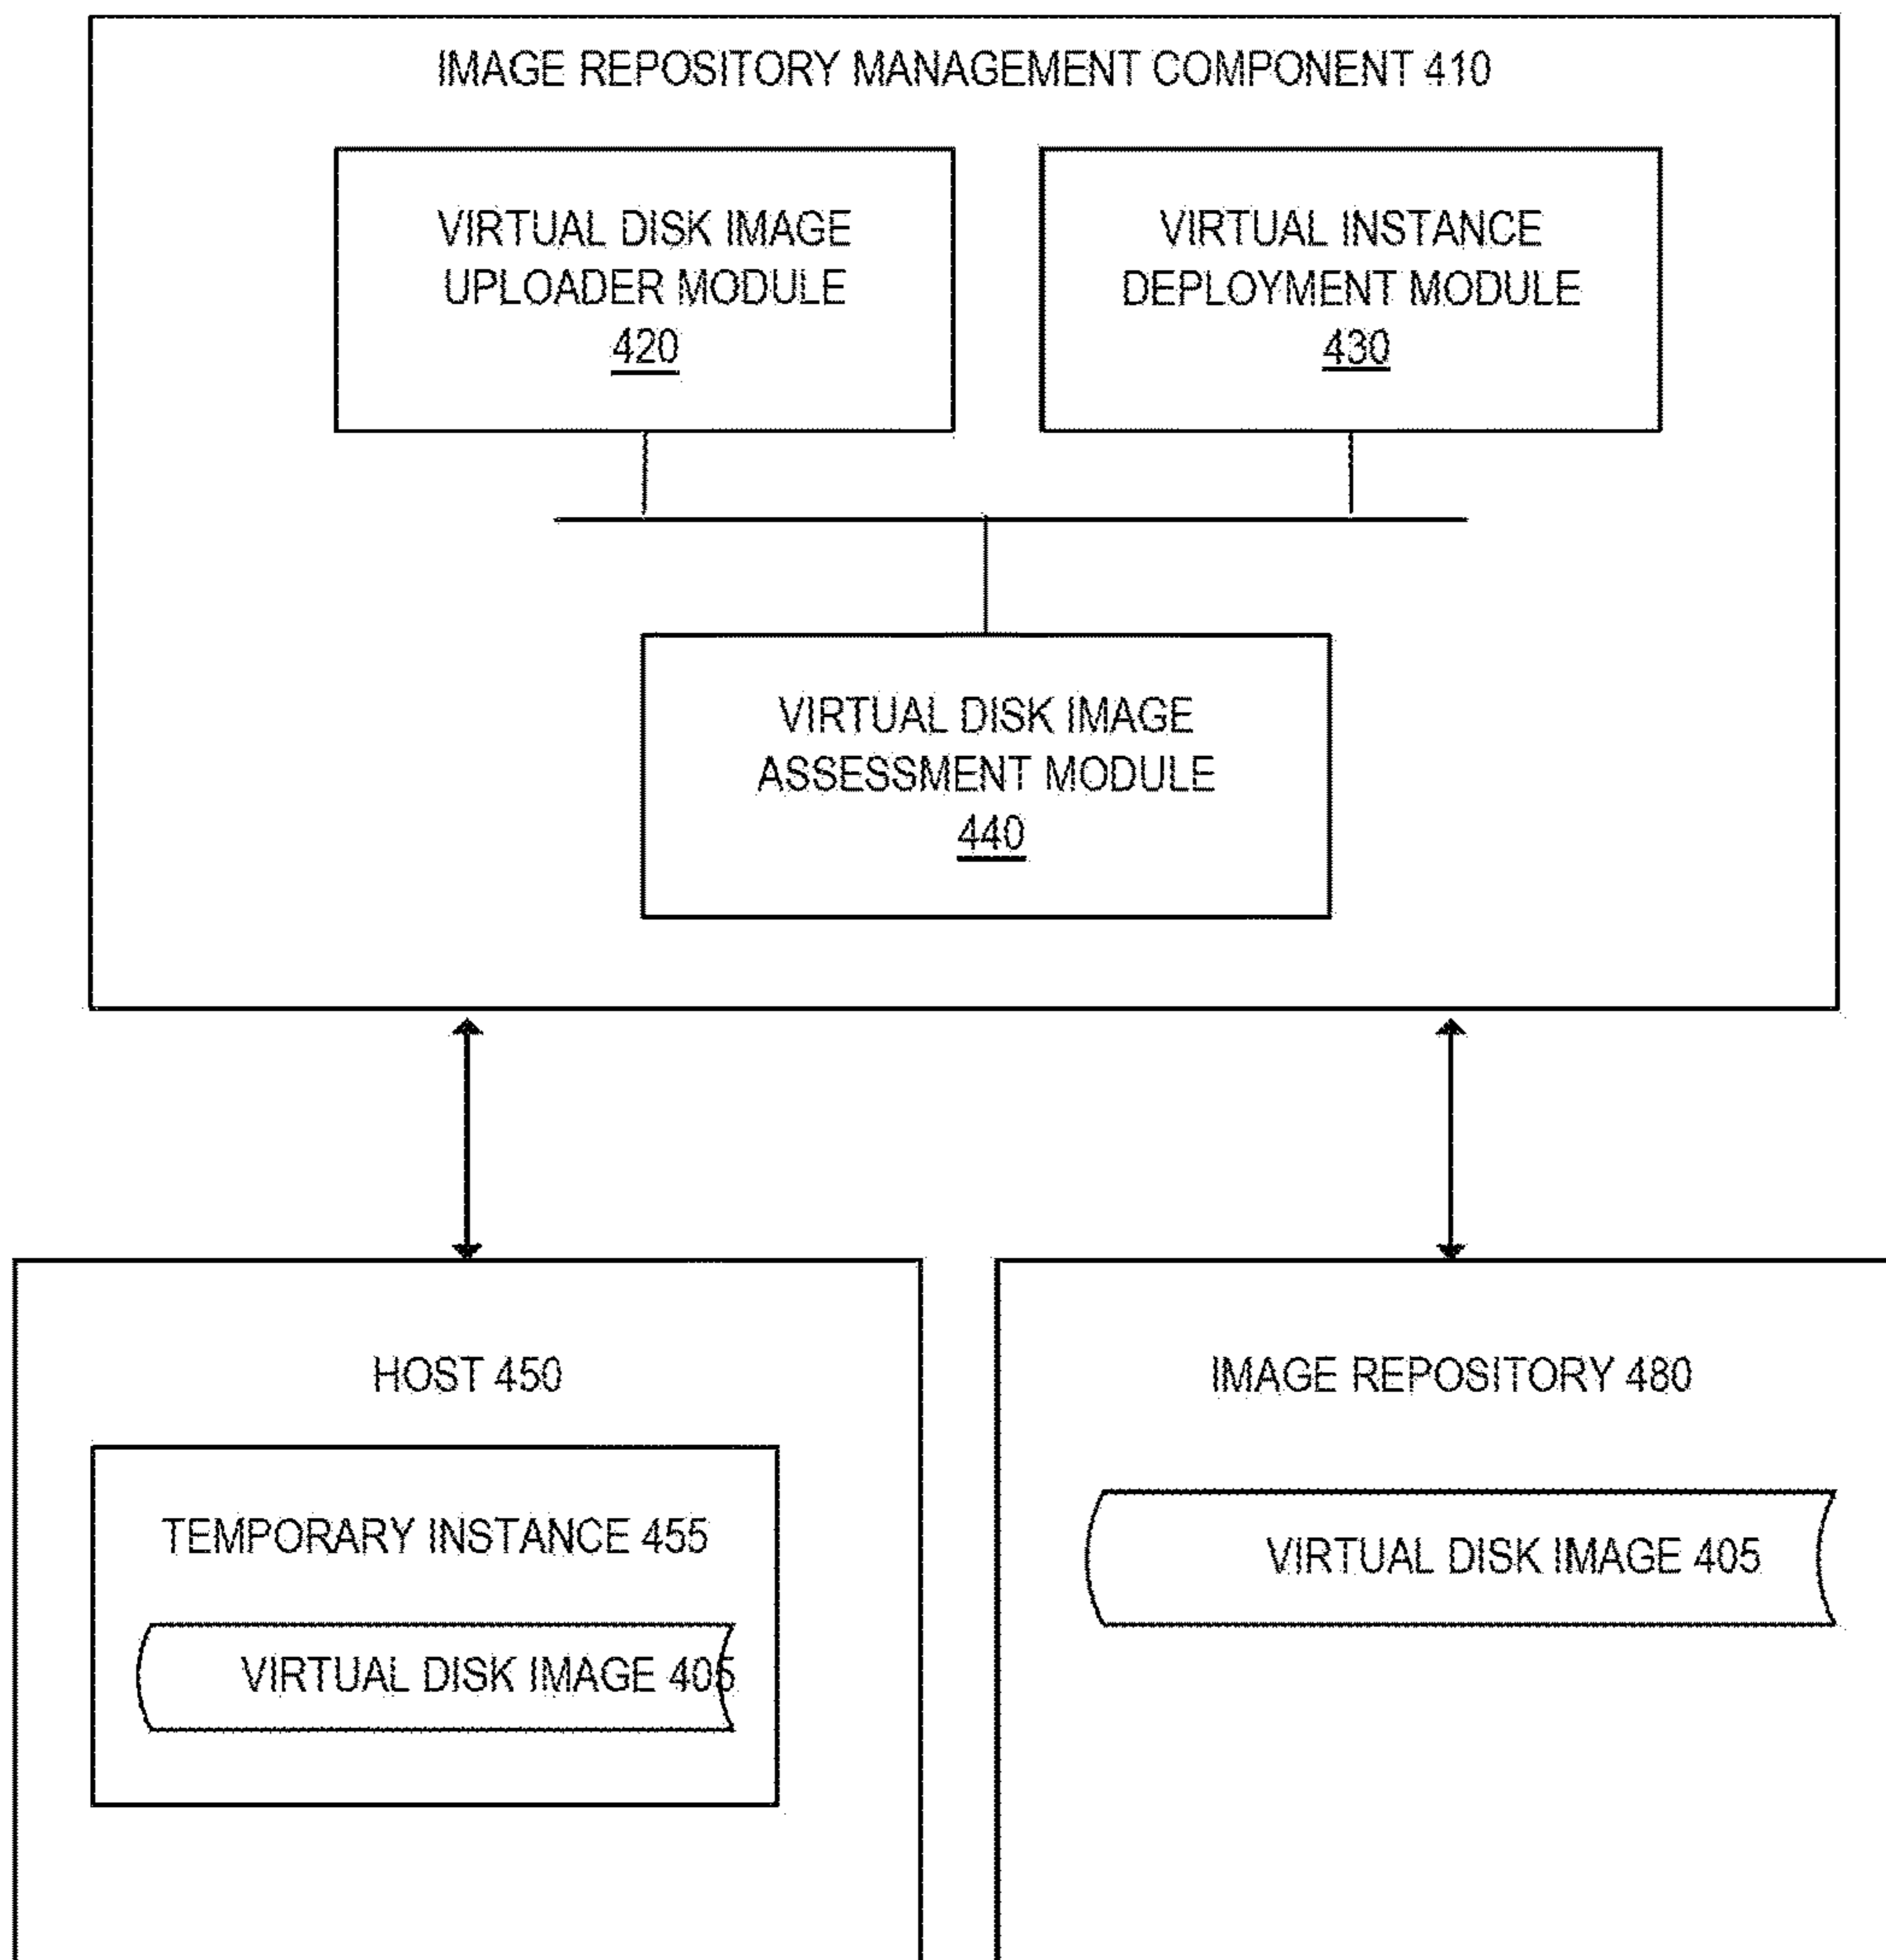 IMAGE REPOSITORY MANAGEMENT COMPONENT 410
VIRTUAL DISK IMAGE
UPLOADER MODULE
420
VIRTUAL INSTANCE
DEPLOYMENT MODULE
430
VIRTUAL DISK IMAGE
ASSESSMENT MODULE
440
HOST 450
TEMPORARY INSTANCE 455
VIRTUAL DISK IMAGE 405
IMAGE REPOSITORY 480
VIRTUAL DISK IMAGE 405